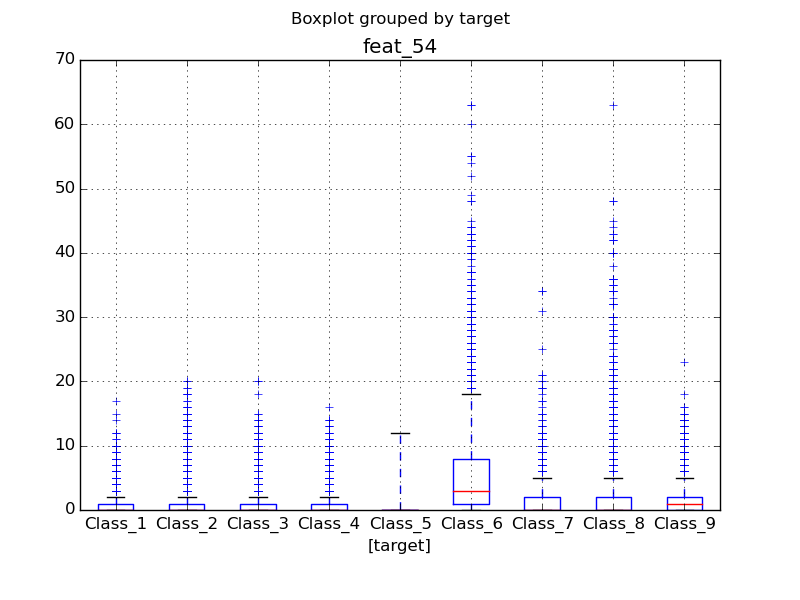 Boxplot grouped by target
feat_54
70
60
50
40
30
20
10
0
Class_1 Class_2 Class_3 Class_4 Class_5 Class_6 Class_7 Class_8 Class_9
[target]